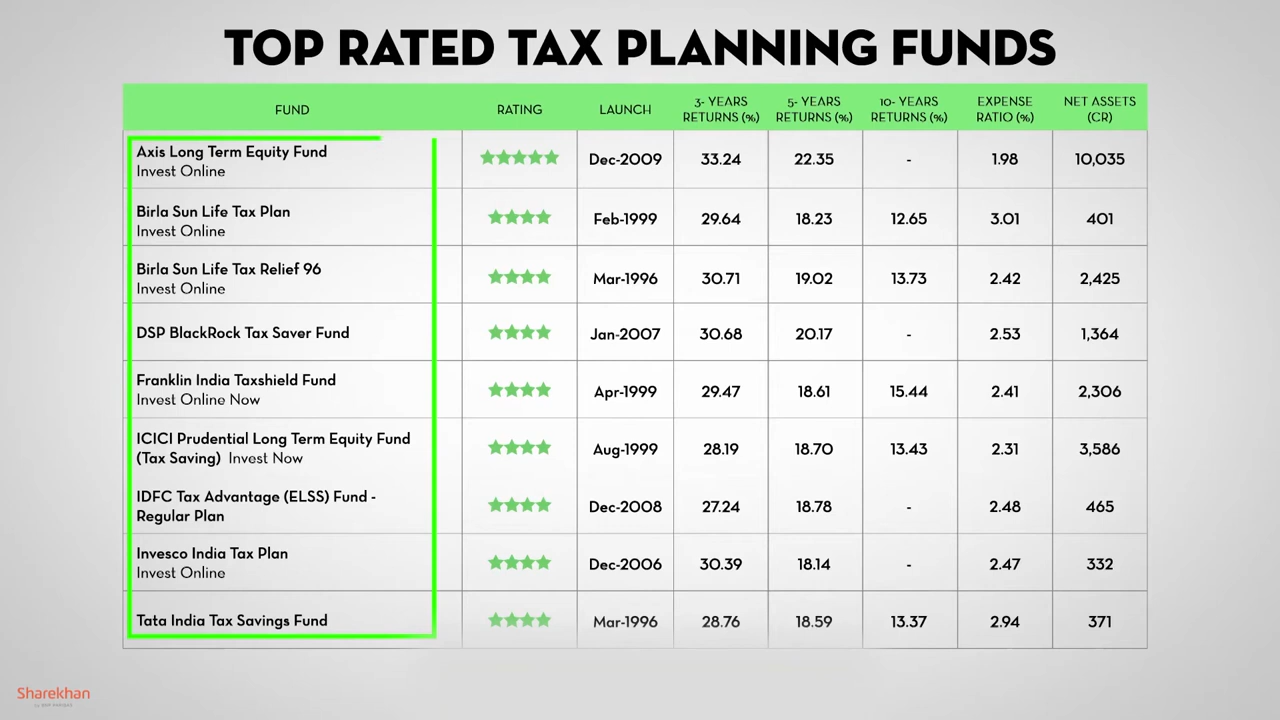 TOP RATED TAX PLANNING FUNDS
FUND RATING LAUNCH 3- YEARS RETURNS (%) 5- YEARS RETURNS (%) 10- YEARS RETURNS (%) EXPENSE RATIO (%) NET ASSETS (CR)
Axis Long Term Equity Fund
Invest Online
Dec-2009 33.24 22.35 - 1.98 10,035
Birla Sun Life Tax Plan
Invest Online
Feb-1999 29.64 18.23 12.65 3.01 401
Birla Sun Life Tax Relief 96
Invest Online
Mar-1996 30.71 19.02 13.73 2.42 2,425
DSP BlackRock Tax Saver Fund
Jan-2007 30.68 20.17 - 2.53 1,364
Franklin India Taxshield Fund
Invest Online Now
Apr-1999 29.47 18.61 15.44 2.41 2,306
ICICI Prudential Long Term Equity Fund
(Tax Saving) Invest Now
Aug-1999 28.19 18.70 13.43 2.31 3,586
IDFC Tax Advantage (ELSS) Fund -
Regular Plan
Dec-2008 27.24 18.78 - 2.48 465
Invesco India Tax Plan
Invest Online
Dec-2006 30.39 18.14 - 2.47 332
Tata India Tax Savings Fund
Mar-1996 28.76 18.59 13.37 2.94 371
Sharekhan